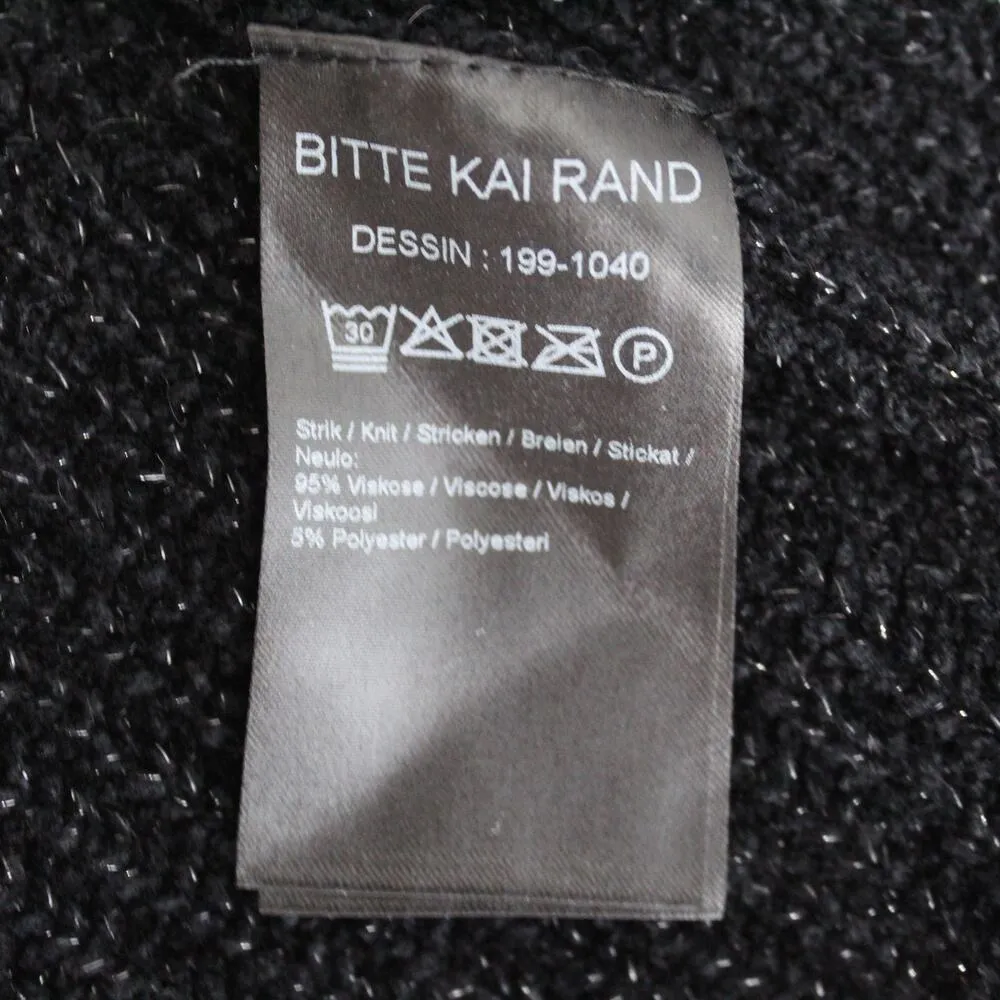 BITTE KAI RAND
DESSIN : 199-1040
30
P
Strik / Knit / Stricken / Breien / Stickat /
Neulo:
95% Viskose / Viscose / Viskos /
Viskoosi
5% Polyester / Polyesteri